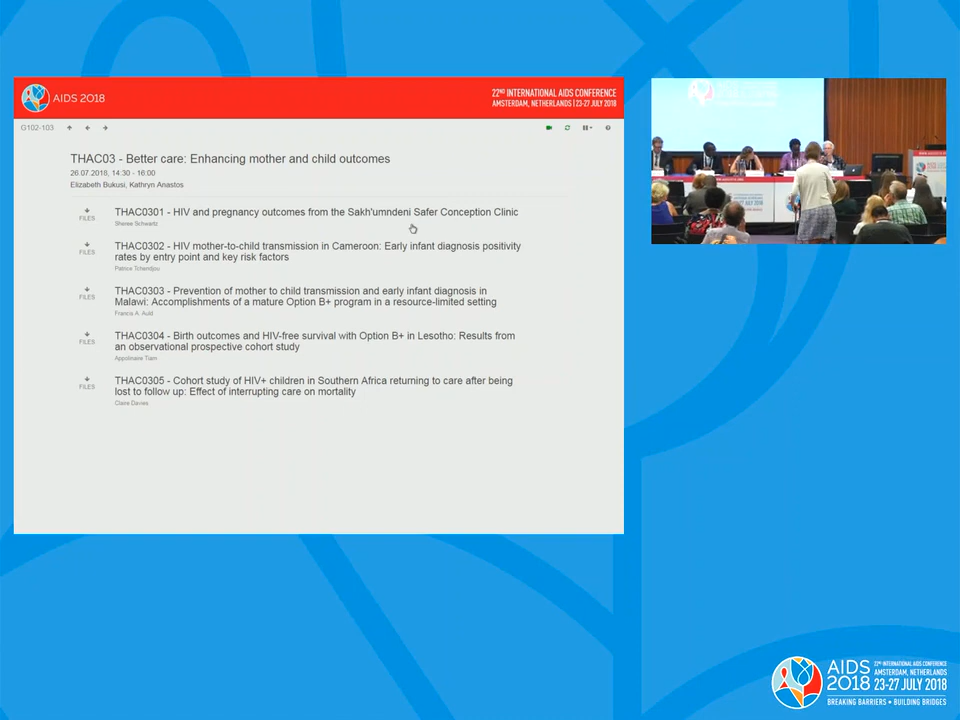 AIDS 2018
22ND INTERNATIONAL AIDS CONFERENCE
AMSTERDAM, NETHERLANDS | 23-27 JULY 2018
G102-103
THAC03 - Better care: Enhancing mother and child outcomes
26.07.2018, 14:30 - 16:00
Elizabeth Bukusi, Kathryn Anastos
FILES
THAC0301 - HIV and pregnancy outcomes from the Sakh'umndeni Safer Conception Clinic
Sheree Schwartz
FILES
THAC0302 - HIV mother-to-child transmission in Cameroon: Early infant diagnosis positivity
rates by entry point and key risk factors
Patrice Tchendjou
FILES
THAC0303 - Prevention of mother to child transmission and early infant diagnosis in
Malawi: Accomplishments of a mature Option B+ program in a resource-limited setting
Francis A. Auld
FILES
THAC0304 - Birth outcomes and HIV-free survival with Option B+ in Lesotho: Results from
an observational prospective cohort study
Appolinaire Tiam
FILES
THAC0305 - Cohort study of HIV+ children in Southern Africa returning to care after being
lost to follow up: Effect of interrupting care on mortality
Claire Davies
AIDS
2018
22ND INTERNATIONAL AIDS CONFERENCE
AMSTERDAM, NETHERLANDS
23-27 JULY 2018
BREAKING BARRIERS • BUILDING BRIDGES